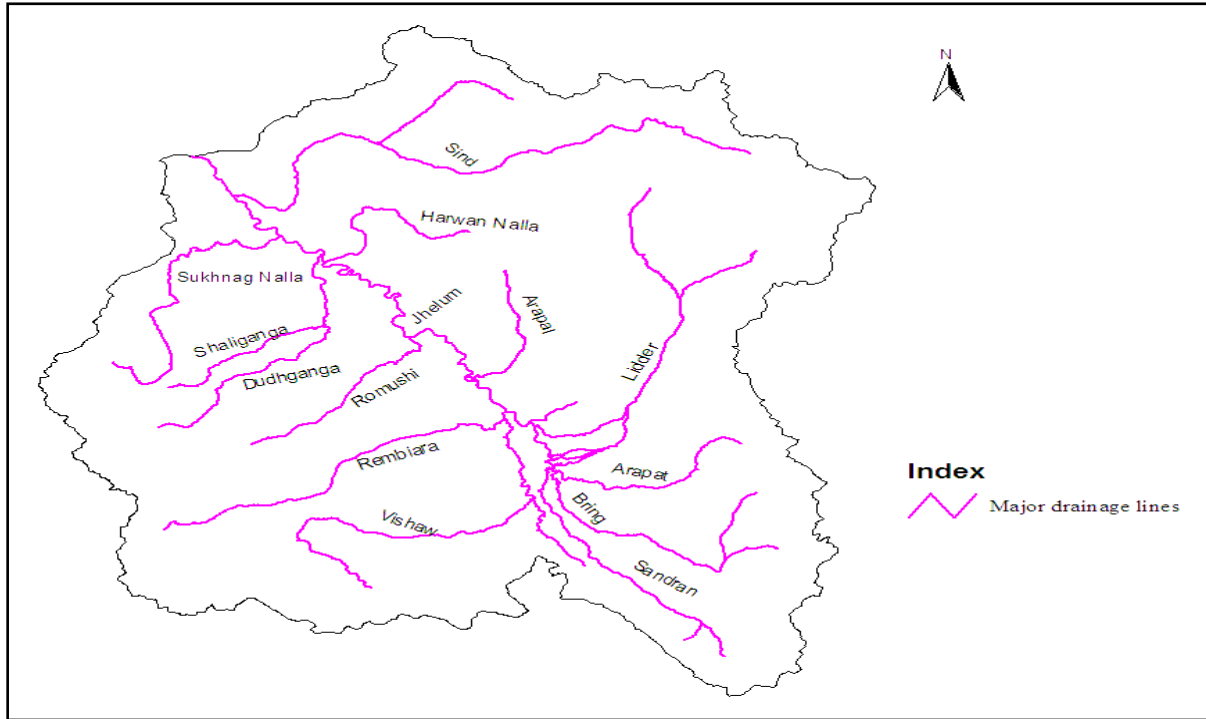 N
Sind
Harwan Nalla
Sukhnag Nalla
Jhelum
Arapal
Shaliganga
Lidder
Dudhganga
Romushi
Rembiara
Arapat
Index
Major drainage lines
Bring
Vishaw
Sandran